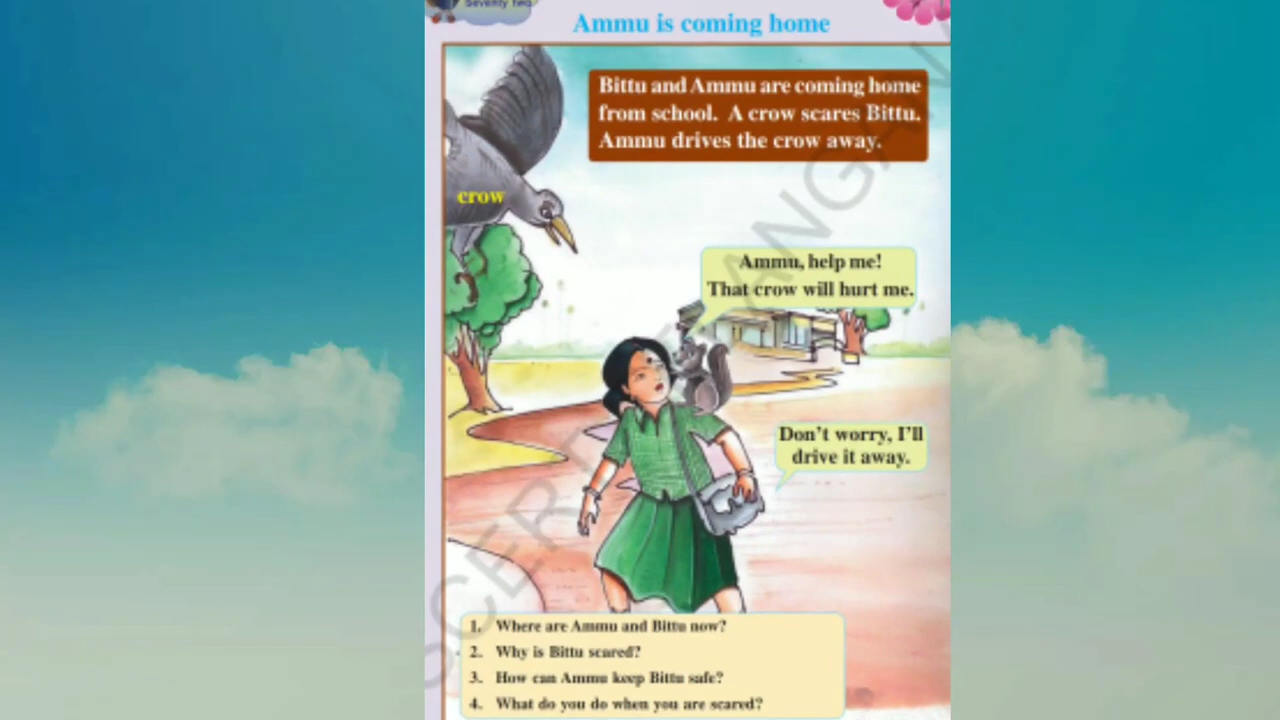 Seventy Two
Ammu is coming home
Bittu and Ammu are coming home
from school. A crow scares Bittu.
Ammu drives the crow away.
crow
Ammu, help me!
That crow will hurt me.
Don't worry, I'll
drive it away.
1. Where are Ammu and Bittu now?
2. Why is Bittu scared?
3. How can Ammu keep Bittu safe?
4. What do you do when you are scared?